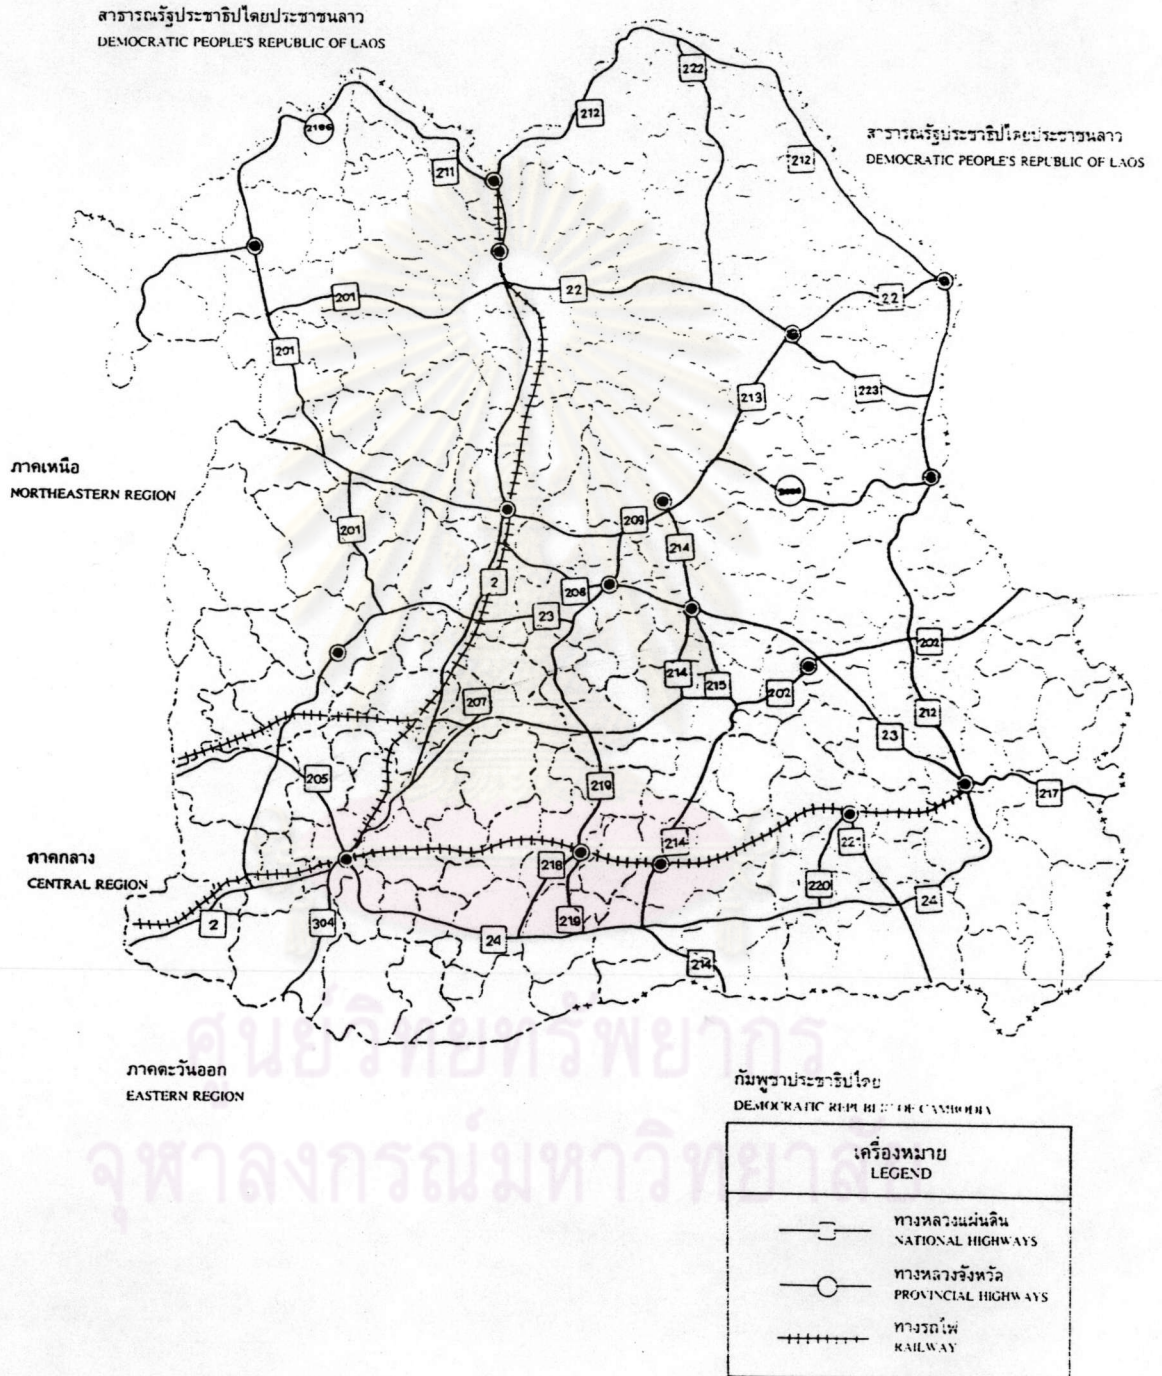 สาธารณรัฐประชาธิปไตยประชาชนลาว
DEMOCRATIC PEOPLE'S REPUBLIC OF LAOS
222
212
2186
สาธารณรัฐประชาธิปไตยประชาชนลาว
DEMOCRATIC PEOPLE'S REPUBLIC OF LAOS
212
211
201
22
22
201
223
213
ภาคเหนือ
NORTHEASTERN REGION
201
209
214
2
208
23
202
214
215
202
207
212
23
205
219
217
214
221
ภาคกลาง
CENTRAL REGION
218
220
2
304
219
24
24
214
ศูนย์วิทยทรัพยากร
จุฬาลงกรณ์มหาวิทยาลัย
ภาคตะวันออก
EASTERN REGION
กัมพูชาประชาธิปไตย
DEMOCRATIC REPUBLIC OF CAMBODIA
เครื่องหมาย
LEGEND
ทางหลวงแผ่นดิน
NATIONAL HIGHWAYS
ทางหลวงจังหวัด
PROVINCIAL HIGHWAYS
ทางรถไฟ
RAILWAY